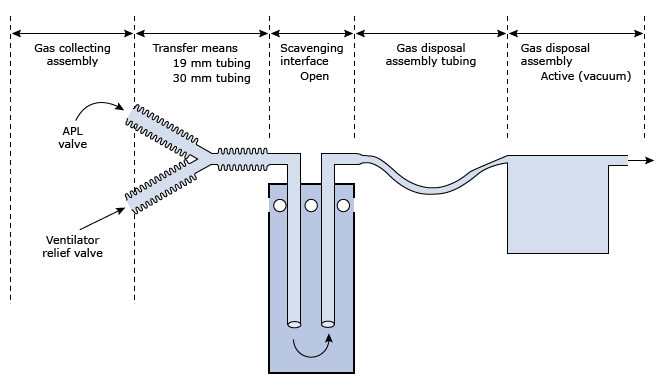 Gas collecting
assembly
Transfer means
19 mm tubing
30 mm tubing
Scavenging
interface
Open
Gas disposal
assembly tubing
Gas disposal
assembly
Active (vacuum)
APL
valve
Ventilator
relief valve